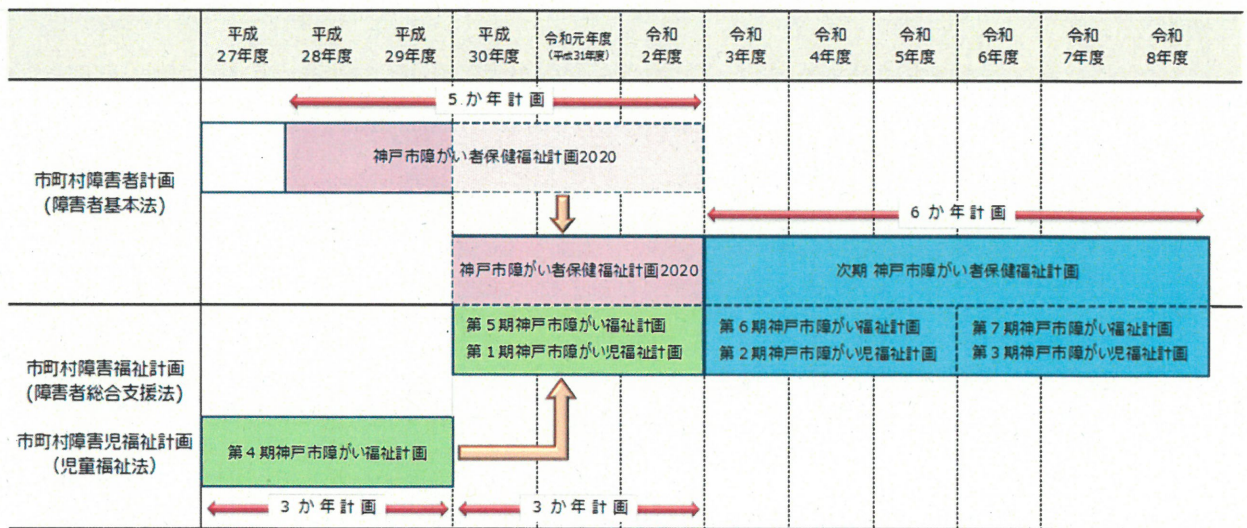 平成
27年度
平成
28年度
平成
29年度
平成
30年度
令和元年度
(平成31年度)
令和
2年度
令和
3年度
令和
4年度
令和
5年度
令和
6年度
令和
7年度
令和
8年度
5か年計画
神戸市障がい者保健福祉計画2020
市町村障害者計画
(障害者基本法)
6か年計画
神戸市障がい者保健福祉計画2020
次期 神戸市障がい者保健福祉計画
第5期神戸市障がい福祉計画
第1期神戸市障がい児福祉計画
第6期神戸市障がい福祉計画
第2期神戸市障がい児福祉計画
第7期神戸市障がい福祉計画
第3期神戸市障がい児福祉計画
市町村障害福祉計画
(障害者総合支援法)
市町村障害児福祉計画
(児童福祉法)
第4期神戸市障がい福祉計画
3か年計画
3か年計画